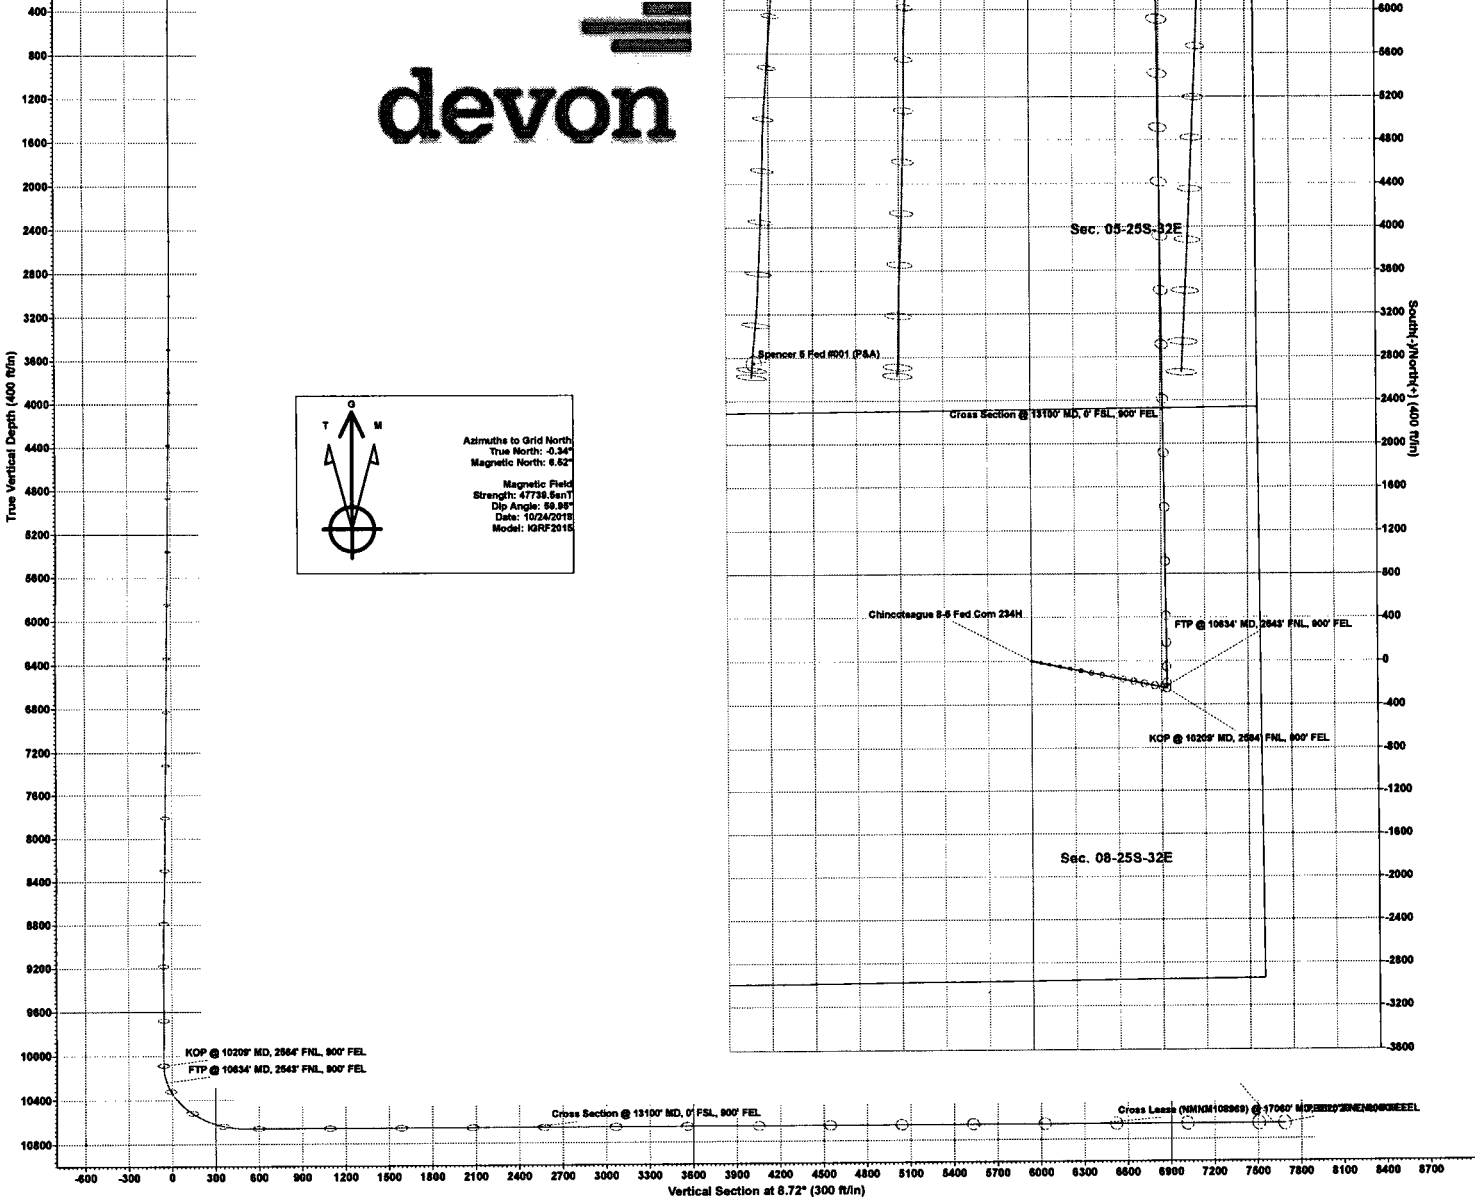 devon
True Vertical Depth (400 ft/in)
400
800
1200
1600
2000
2400
2800
3200
3600
4000
4400
4800
5200
5600
6000
6400
6800
7200
7600
8000
8400
8800
9200
9600
10000
10400
10800
G
T M
Azimuths to Grid North
True North: -0.34°
Magnetic North: 6.52°
Magnetic Field
Strength: 47739.5snT
Dip Angle: 59.95°
Date: 10/24/2018
Model: IGRF2015
KOP @ 10209' MD, 2564' FNL, 900' FEL
FTP @ 10634' MD, 2543' FNL, 900' FEL
Cross Section @ 13100' MD, 0' FSL, 900' FEL
Cross Lease (NMNM108969) @ 17060' MD,
-600 -300 0 300 600 900 1200 1500 1800 2100 2400 2700 3000 3300 3600 3900 4200 4500 4800 5100 5400 5700 6000 6300 6600 6900 7200 7500 7800 8100 8400 8700
Vertical Section at 8.72° (300 ft/in)
Sec. 05-25S-32E
Spencer 5 Fed #001 (P&A)
Cross Section @ 13100' MD, 0' FSL, 900' FEL
Chincoteague 8-5 Fed Com 234H
FTP @ 10634' MD, 2543' FNL, 900' FEL
KOP @ 10209' MD, 2564' FNL, 900' FEL
Sec. 08-25S-32E
6000
5600
5200
4800
4400
4000
3600
3200
2800
2400
2000
1600
1200
800
400
0
-400
-800
-1200
-1600
-2000
-2400
-2800
-3200
-3600
South(-)/North(+) (400 ft/in)